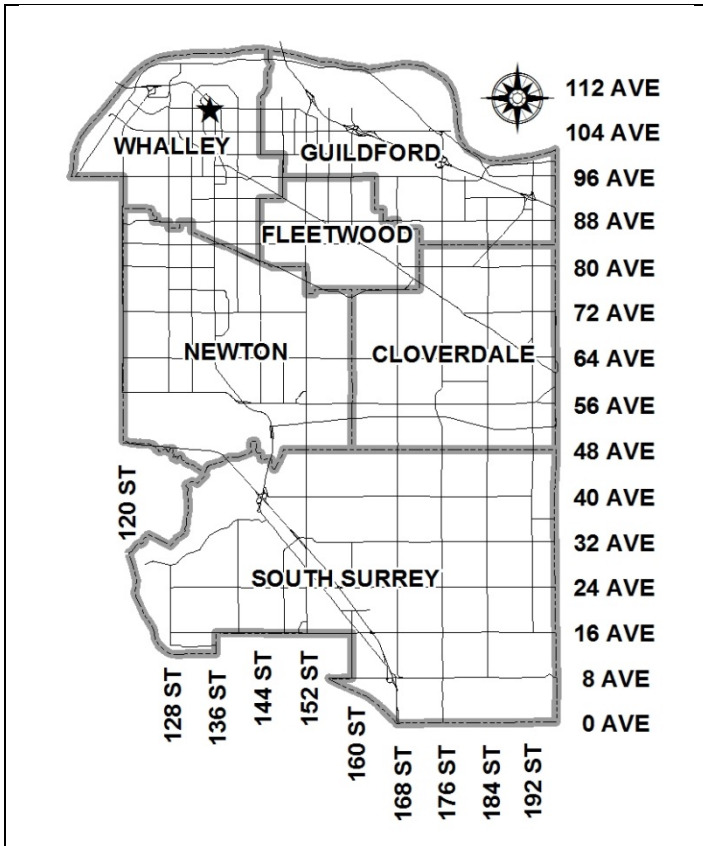 112 AVE
104 AVE
WHALLEY
GUILDFORD
96 AVE
88 AVE
FLEETWOOD
80 AVE
72 AVE
NEWTON
CLOVERDALE
64 AVE
56 AVE
48 AVE
120 ST
40 AVE
32 AVE
SOUTH SURREY
24 AVE
16 AVE
128 ST
136 ST
144 ST
152 ST
160 ST
8 AVE
0 AVE
168 ST
176 ST
184 ST
192 ST